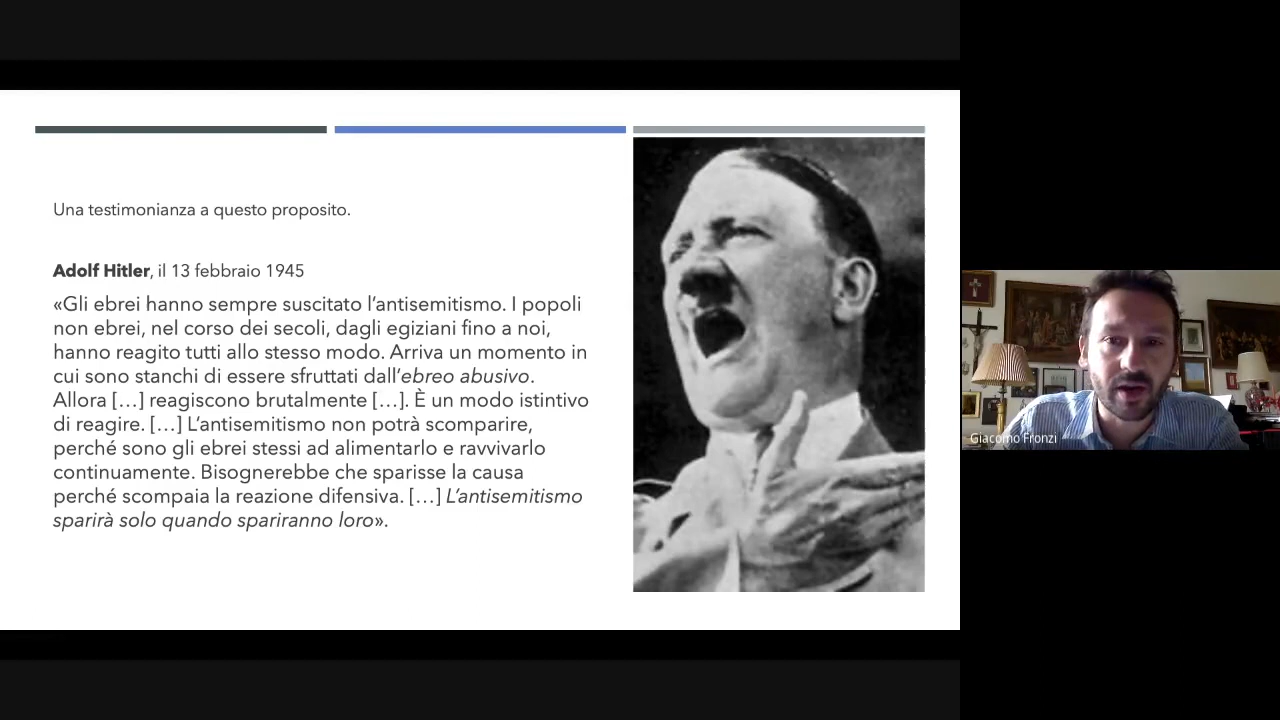 Una testimonianza a questo proposito.
Adolf Hitler, il 13 febbraio 1945
«Gli ebrei hanno sempre suscitato l'antisemitismo. I popoli
non ebrei, nel corso dei secoli, dagli egiziani fino a noi,
hanno reagito tutti allo stesso modo. Arriva un momento in
cui sono stanchi di essere sfruttati dall'ebreo abusivo.
Allora […] reagiscono brutalmente […]. È un modo istintivo
di reagire. […] L'antisemitismo non potrà scomparire,
perché sono gli ebrei stessi ad alimentarlo e ravvivarlo
continuamente. Bisognerebbe che sparisse la causa
perché scompaia la reazione difensiva. […] L'antisemitismo
sparirà solo quando spariranno loro».
Giacomo Fronzi